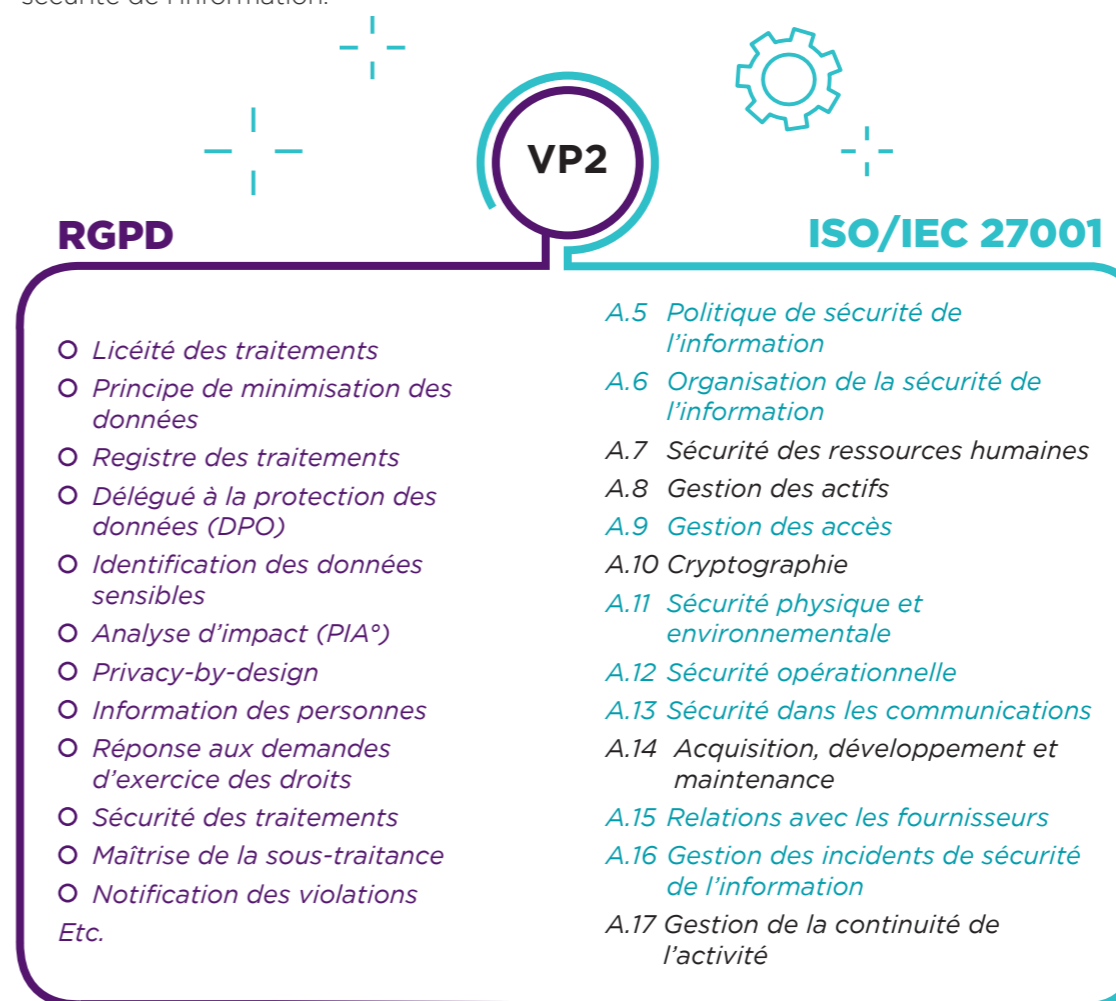 sécurité de l'information.
VP2
RGPD
ISO/IEC 27001
O Licéité des traitements
O Principe de minimisation des
données
O Registre des traitements
O Délégué à la protection des
données (DPO)
O Identification des données
sensibles
O Analyse d'impact (PIA°)
O Privacy-by-design
O Information des personnes
O Réponse aux demandes
d'exercice des droits
O Sécurité des traitements
O Maîtrise de la sous-traitance
O Notification des violations
Etc.
A.5 Politique de sécurité de
l'information
A.6 Organisation de la sécurité de
l'information
A.7 Sécurité des ressources humaines
A.8 Gestion des actifs
A.9 Gestion des accès
A.10 Cryptographie
A.11 Sécurité physique et
environnementale
A.12 Sécurité opérationnelle
A.13 Sécurité dans les communications
A.14 Acquisition, développement et
maintenance
A.15 Relations avec les fournisseurs
A.16 Gestion des incidents de sécurité
de l'information
A.17 Gestion de la continuité de
l'activité